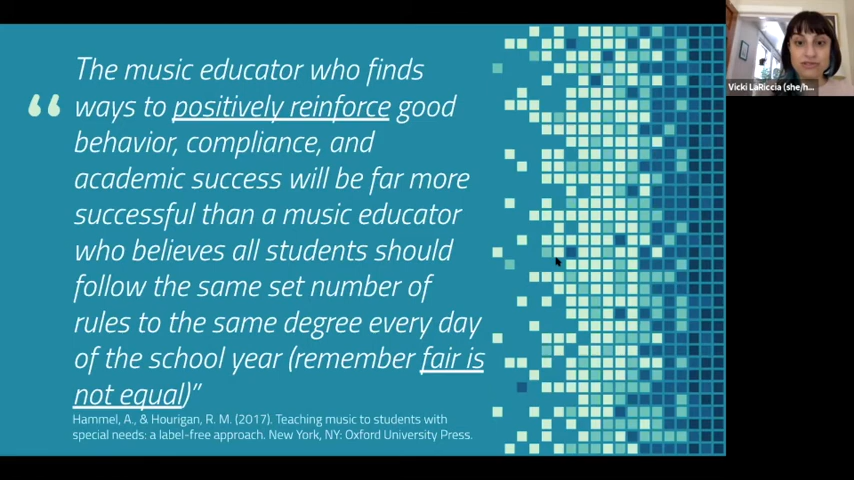 “
The music educator who finds
ways to positively reinforce good
behavior, compliance, and
academic success will be far more
successful than a music educator
who believes all students should
follow the same set number of
rules to the same degree every day
of the school year (remember fair is
not equal)”
Hammel, A., & Hourigan, R. M. (2017). Teaching music to students with
special needs: a label-free approach. New York, NY: Oxford University Press.
Vicki LaRiccia (she/h...